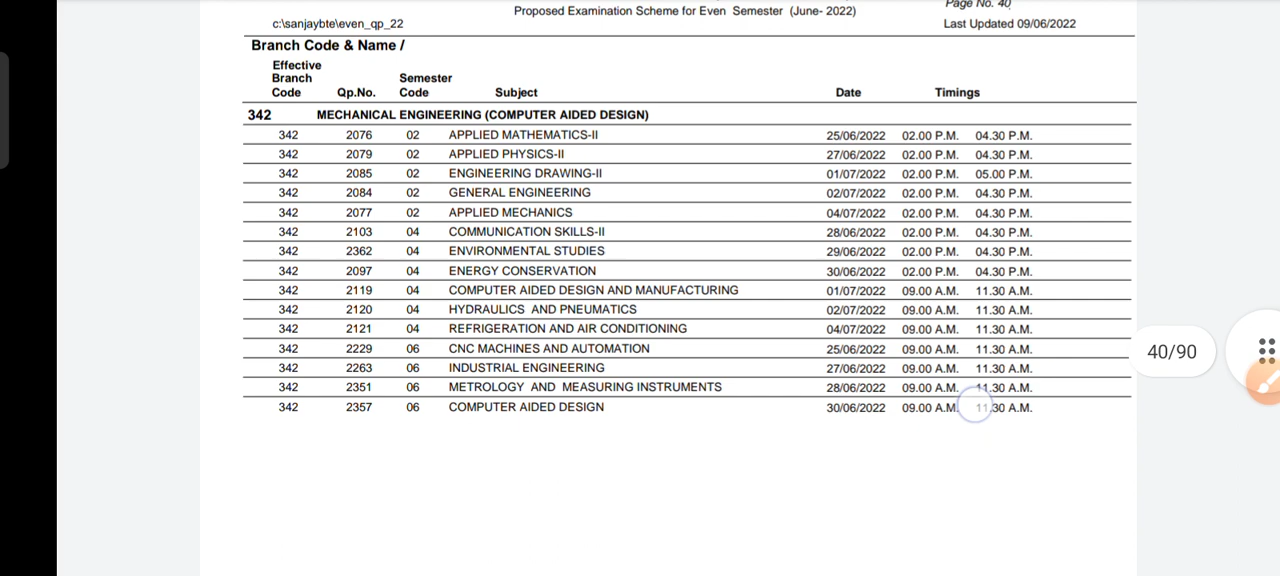 Proposed Examination Scheme for Even Semester (June- 2022)
Page No. 40
c:\sanjaybte\even_qp_22
Last Updated 09/06/2022
Branch Code & Name /
Effective Branch Code Qp.No. Semester Code Subject Date Timings
342 MECHANICAL ENGINEERING (COMPUTER AIDED DESIGN)
342 2076 02 APPLIED MATHEMATICS-II 25/06/2022 02.00 P.M. 04.30 P.M.
342 2079 02 APPLIED PHYSICS-II 27/06/2022 02.00 P.M. 04.30 P.M.
342 2085 02 ENGINEERING DRAWING-II 01/07/2022 02.00 P.M. 05.00 P.M.
342 2084 02 GENERAL ENGINEERING 02/07/2022 02.00 P.M. 04.30 P.M.
342 2077 02 APPLIED MECHANICS 04/07/2022 02.00 P.M. 04.30 P.M.
342 2103 04 COMMUNICATION SKILLS-II 28/06/2022 02.00 P.M. 04.30 P.M.
342 2362 04 ENVIRONMENTAL STUDIES 29/06/2022 02.00 P.M. 04.30 P.M.
342 2097 04 ENERGY CONSERVATION 30/06/2022 02.00 P.M. 04.30 P.M.
342 2119 04 COMPUTER AIDED DESIGN AND MANUFACTURING 01/07/2022 09.00 A.M. 11.30 A.M.
342 2120 04 HYDRAULICS AND PNEUMATICS 02/07/2022 09.00 A.M. 11.30 A.M.
342 2121 04 REFRIGERATION AND AIR CONDITIONING 04/07/2022 09.00 A.M. 11.30 A.M.
342 2229 06 CNC MACHINES AND AUTOMATION 25/06/2022 09.00 A.M. 11.30 A.M.
342 2263 06 INDUSTRIAL ENGINEERING 27/06/2022 09.00 A.M. 11.30 A.M.
342 2351 06 METROLOGY AND MEASURING INSTRUMENTS 28/06/2022 09.00 A.M. 11.30 A.M.
342 2357 06 COMPUTER AIDED DESIGN 30/06/2022 09.00 A.M. 11.30 A.M.
40/90